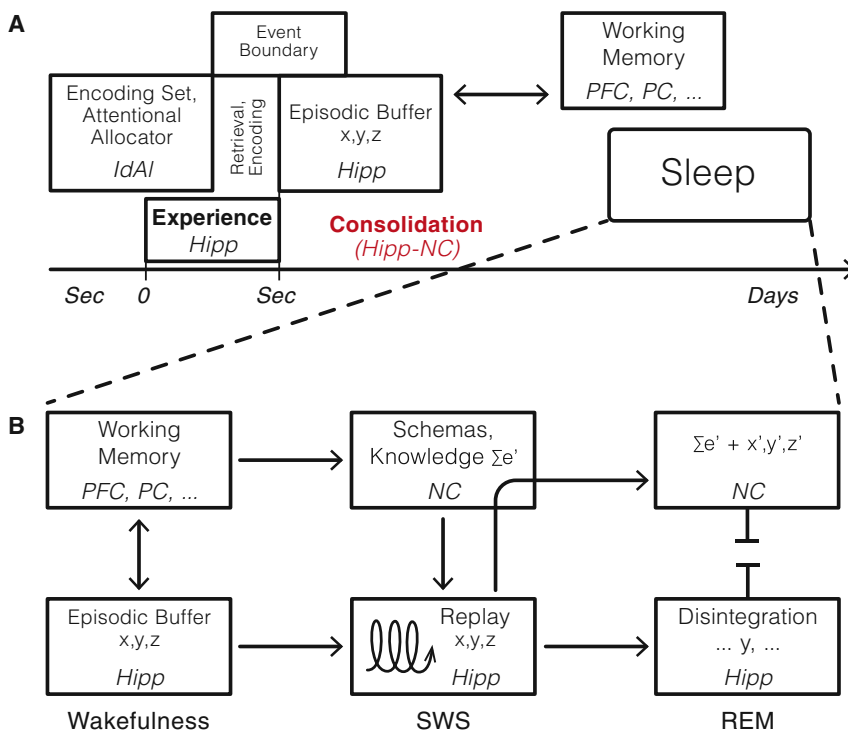 A
Event
Boundary
Encoding Set,
Attentional
Allocator
IdAI
Retrieval,
Encoding
Episodic Buffer
x,y,z
Hipp
Working
Memory
PFC, PC, ...
Sleep
Experience
Hipp
Consolidation
(Hipp-NC)
Sec
0
Sec
Days
B
Working
Memory
PFC, PC, ...
Schemas,
Knowledge ∑e'
NC
∑e' + x',y',z'
NC
Episodic Buffer
x,y,z
Hipp
Replay
x,y,z
Hipp
Disintegration
... y, ...
Hipp
Wakefulness
SWS
REM